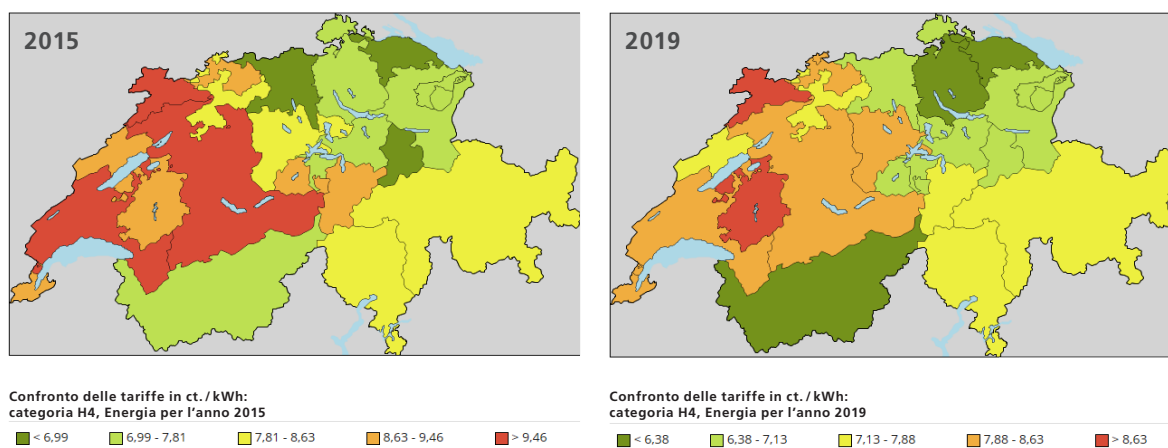 2015
2019
Confronto delle tariffe in ct. / kWh:
categoria H4, Energia per l’anno 2015
< 6,99 6,99 - 7,81 7,81 - 8,63 8,63 - 9,46 > 9,46
Confronto delle tariffe in ct. / kWh:
categoria H4, Energia per l’anno 2019
< 6,38 6,38 - 7,13 7,13 - 7,88 7,88 - 8,63 > 8,63